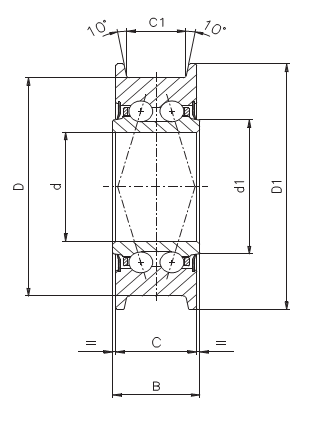 10° C1 10°
D d d1 D1
= C =
B